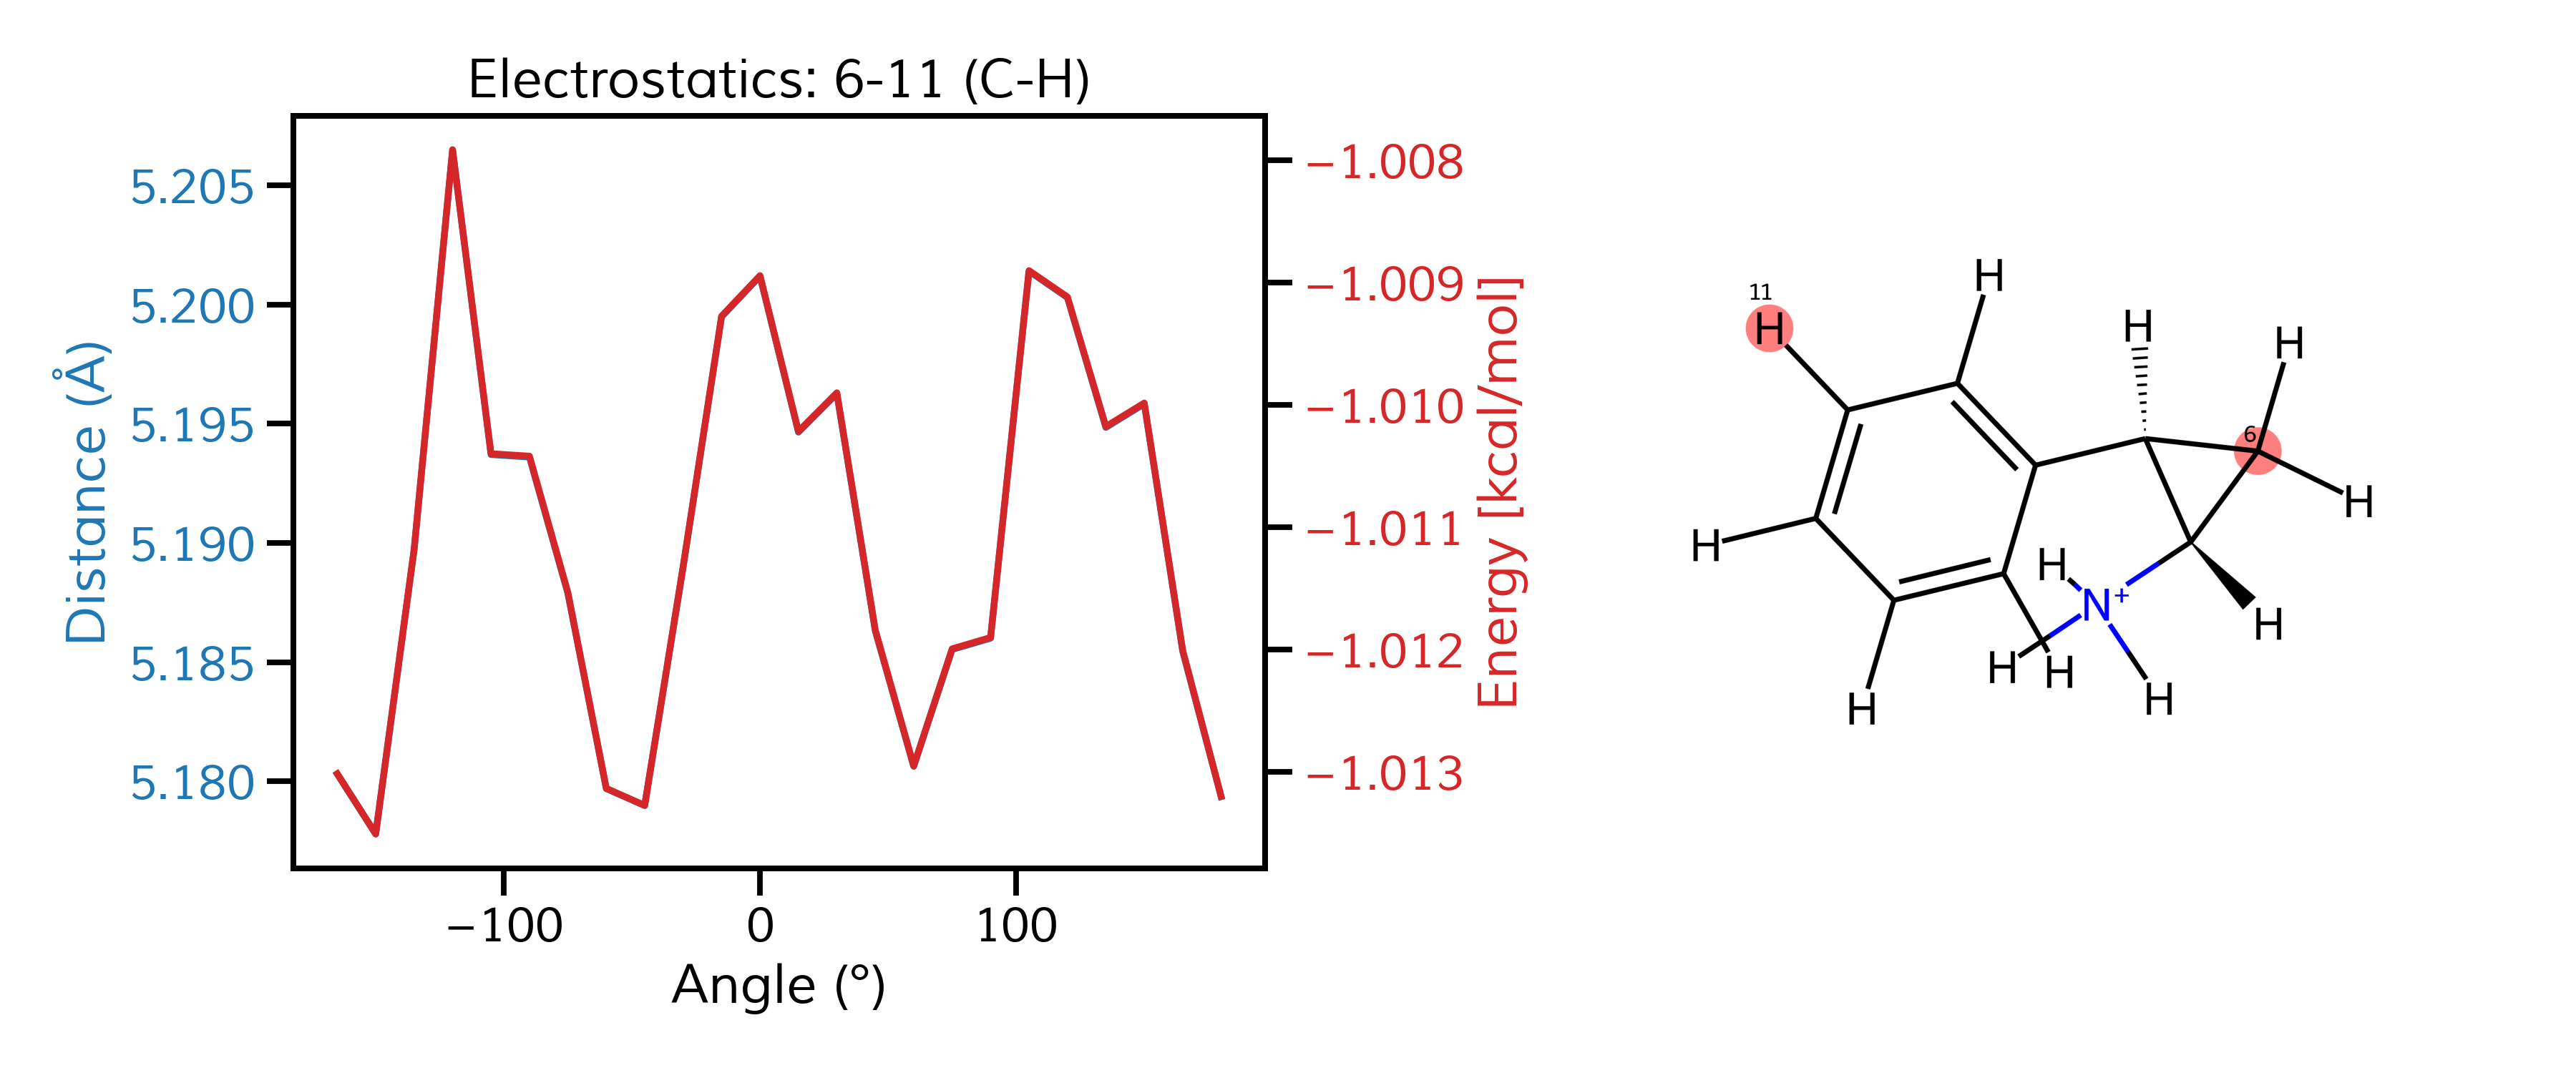 Electrostatics: 6-11 (C-H)
Distance (Å)
5.205
5.200
5.195
5.190
5.185
5.180
−100
0
100
Angle (°)
−1.008
−1.009
−1.010
−1.011
−1.012
−1.013
Energy [kcal/mol]
H
11
H
H
H
6
H
H
H
N+
H
H
H
H
H